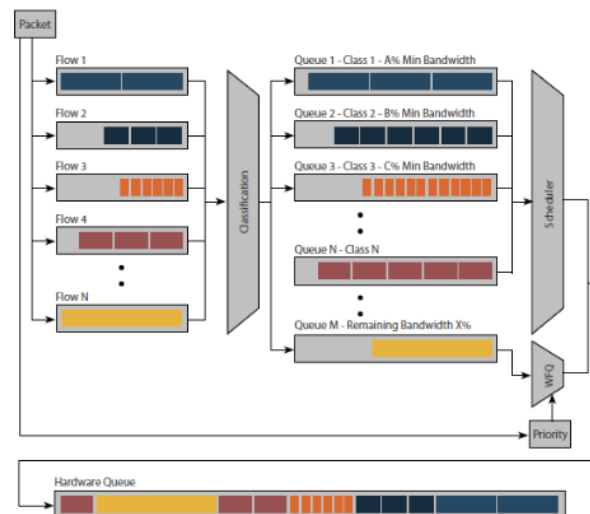 Packet
Flow 1
Flow 2
Flow 3
Flow 4
Flow N
Classification
Queue 1 - Class 1 - A% Min Bandwidth
Queue 2 - Class 2 - B% Min Bandwidth
Queue 3 - Class 3 - C% Min Bandwidth
Queue N - Class N
Queue M - Remaining Bandwidth X%
Scheduler
WFQ
Priority
Hardware Queue